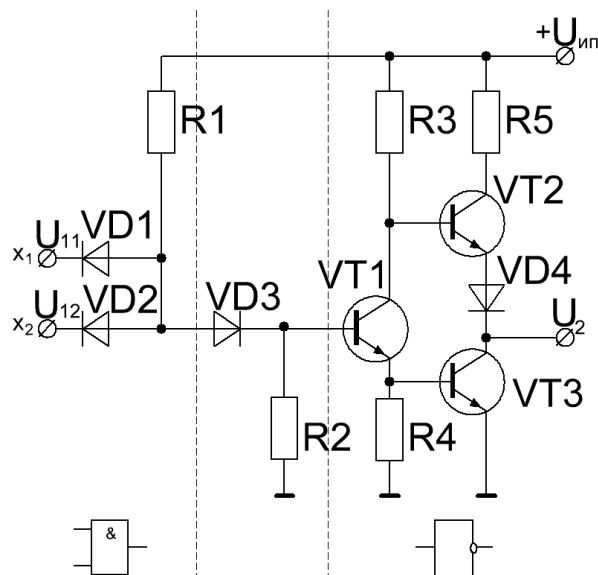 +Uип
R1
R3
R5
VT2
x1 U11 VD1
VT1
VD4
x2 U12 VD2
VD3
U2
VT3
R2
R4
&